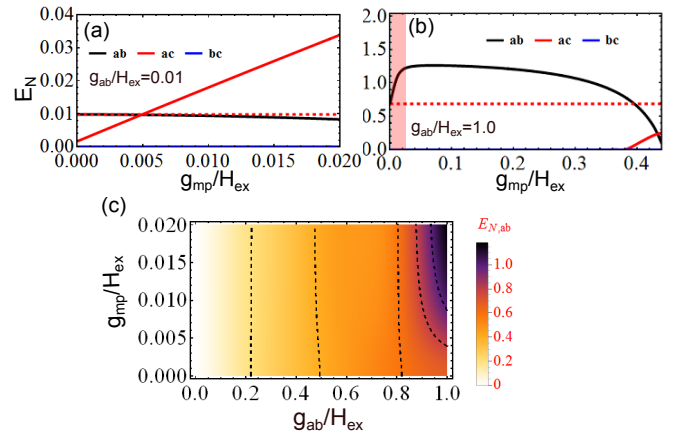 (a)
0.04
0.03
0.02
0.01
0.00
E_N
ab ac bc
g_ab/H_ex=0.01
0.000 0.005 0.010 0.015 0.020
g_mp/H_ex
(b)
2.0
1.5
1.0
0.5
0.0
ab ac bc
g_ab/H_ex=1.0
0.0 0.1 0.2 0.3 0.4
g_mp/H_ex
(c)
0.020
0.015
0.010
0.005
0.000
g_mp/H_ex
0.0 0.2 0.4 0.6 0.8 1.0
g_ab/H_ex
E_N,ab
1.0
0.8
0.6
0.4
0.2
0